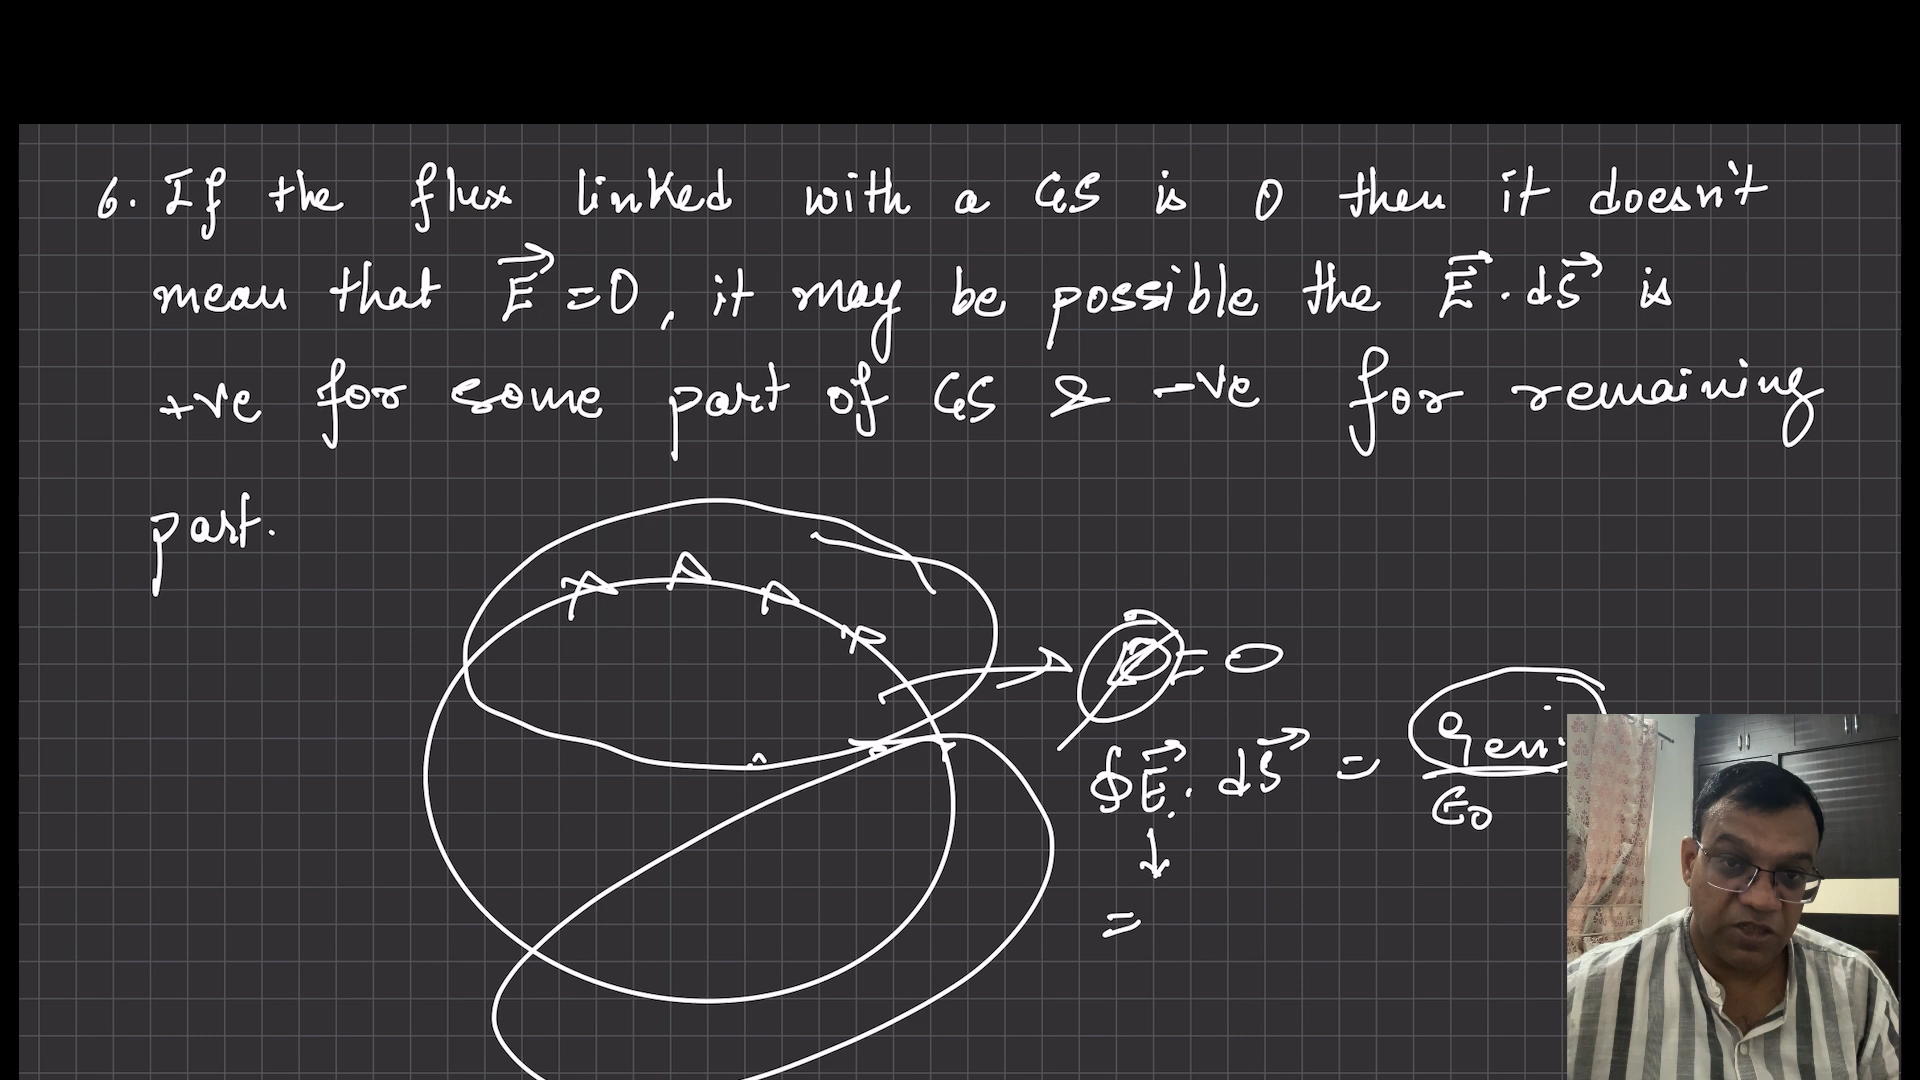 6. If the flux linked with a GS is 0 then it doesn't
mean that E⃗ = 0, it may be possible the E⃗ . dS⃗ is
+ve for some part of GS & -ve for remaining
part.
= 0
∮E⃗ . dS⃗ = q en
ε0
↓
=